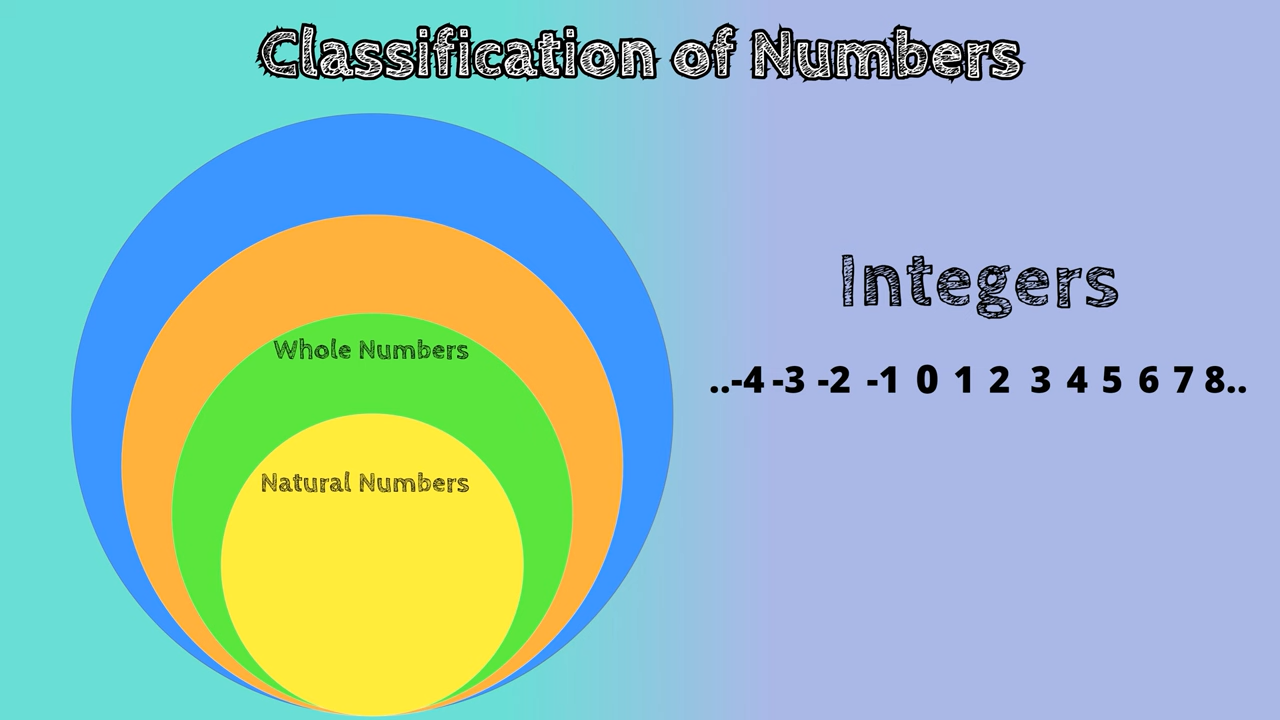 Classification of Numbers
Integers
..-4 -3 -2 -1 0 1 2 3 4 5 6 7 8..
Whole Numbers
Natural Numbers